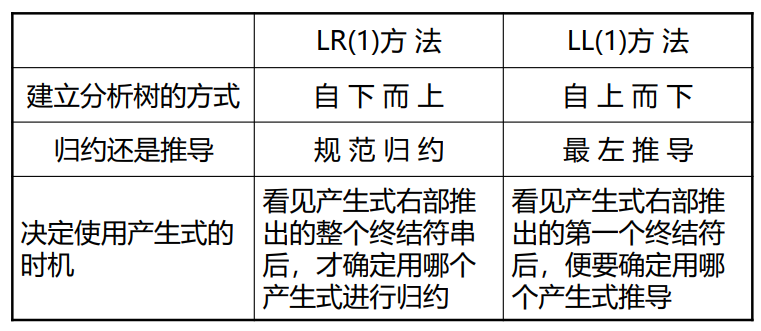 LR(1)方 法
LL(1)方 法
建立分析树的方式
自 下 而 上
自 上 而 下
归约还是推导
规 范 归 约
最 左 推 导
决定使用产生式的
时机
看见产生式右部推
出的整个终结符串
后，才确定用哪个
产生式进行归约
看见产生式右部推
出的第一个终结符
后，便要确定用哪
个产生式推导